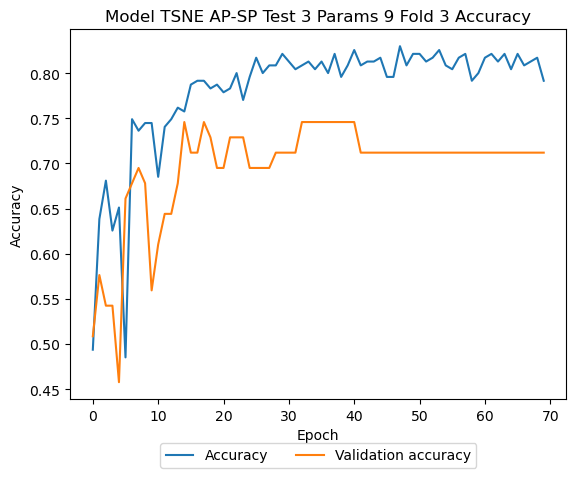 Model TSNE AP-SP Test 3 Params 9 Fold 3 Accuracy
Accuracy
0.80
0.75
0.70
0.65
0.60
0.55
0.50
0.45
0 10 20 30 40 50 60 70
Epoch
Accuracy Validation accuracy